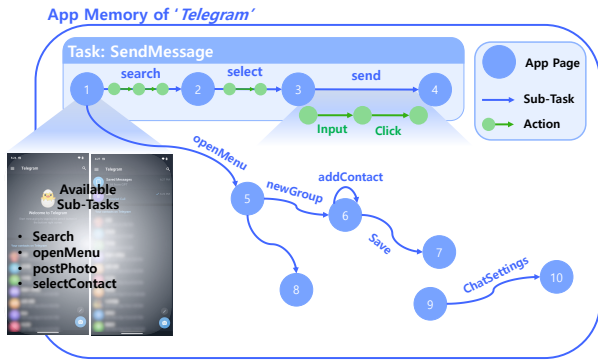 App Memory of 'Telegram'
Task: SendMessage
search
select
send
1
2
3
4
Input
Click
App Page
Sub-Task
Action
openMenu
newGroup
addContact
Save
ChatSettings
5
6
7
8
9
10
Telegram
Telegram
Available
Sub-Tasks
• Search
• openMenu
• postPhoto
• selectContact